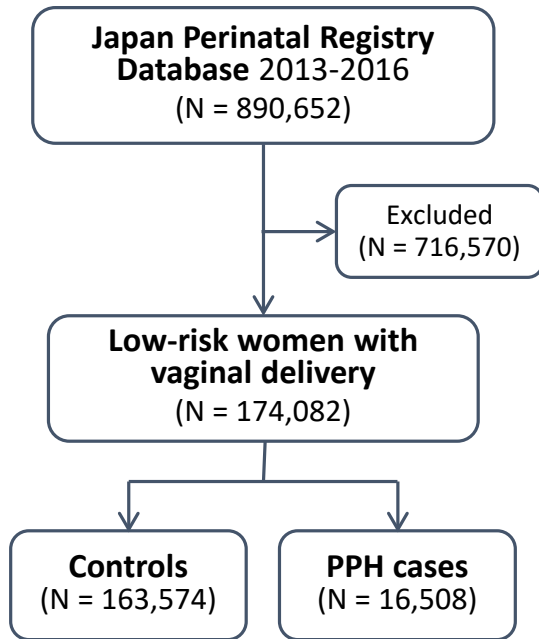 Japan Perinatal Registry
Database 2013-2016
(N = 890,652)
Excluded
(N = 716,570)
Low-risk women with
vaginal delivery
(N = 174,082)
Controls
(N = 163,574)
PPH cases
(N = 16,508)